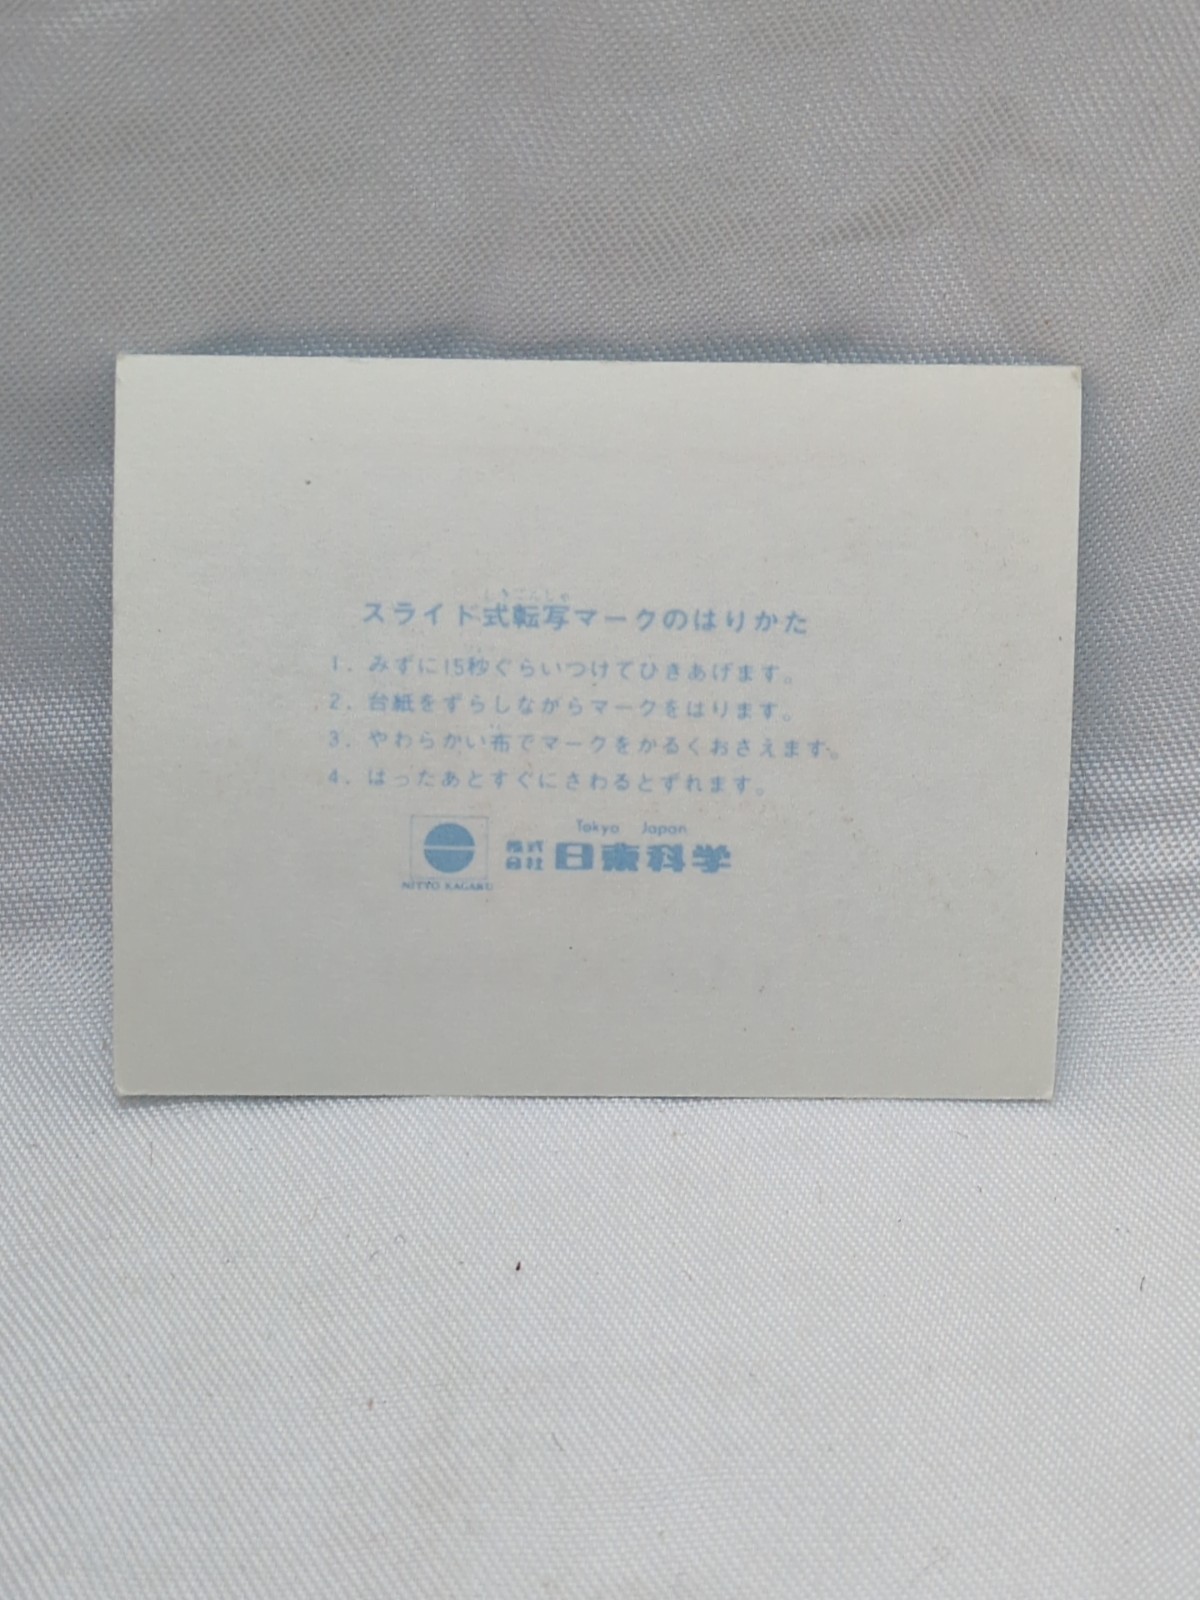 しきてんしゃ
スライド式転写マークのはりかた
1. みずに15秒ぐらいつけてひきあげます。
2. 台紙をずらしながらマークをはります。
3. やわらかい布でマークをかるくおさえます。
4. はったあとすぐにさわるとずれます。
Tokyo Japan
株式会社 日東科学
NITTO KAGAKU